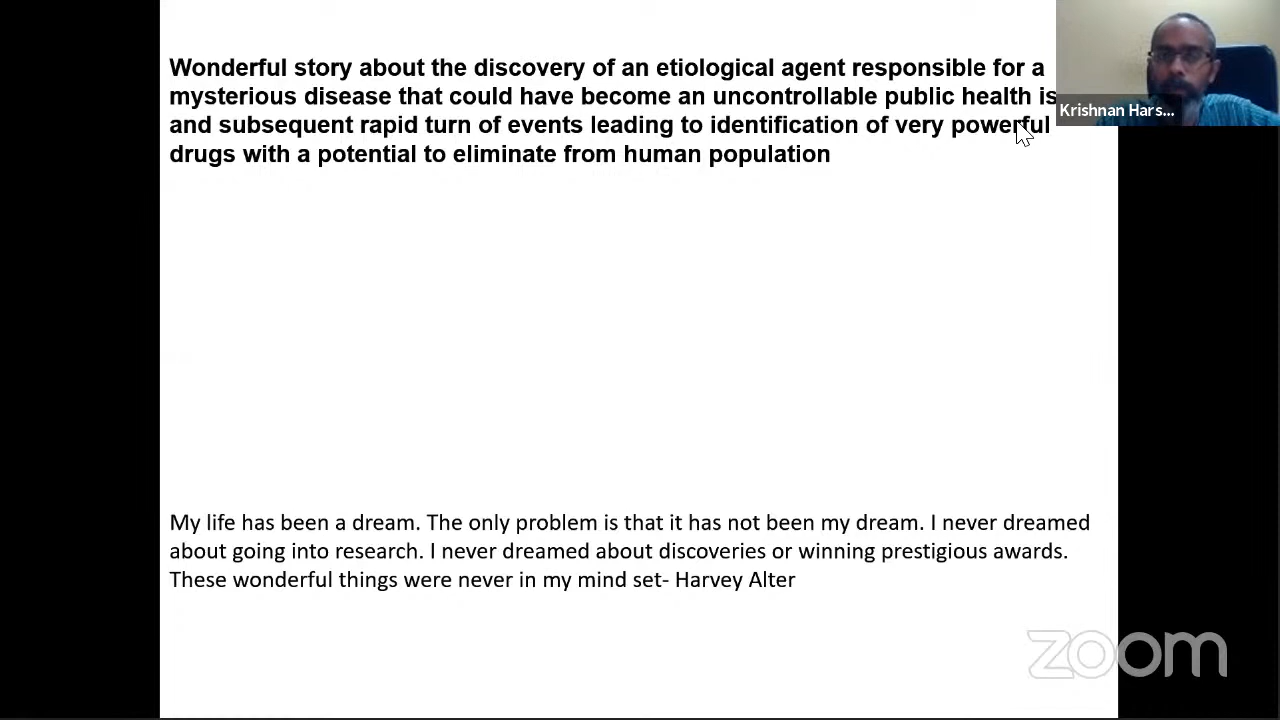 Wonderful story about the discovery of an etiological agent responsible for a
mysterious disease that could have become an uncontrollable public health is
and subsequent rapid turn of events leading to identification of very powerful
drugs with a potential to eliminate from human population
Krishnan Hars...
My life has been a dream. The only problem is that it has not been my dream. I never dreamed
about going into research. I never dreamed about discoveries or winning prestigious awards.
These wonderful things were never in my mind set- Harvey Alter
zoom